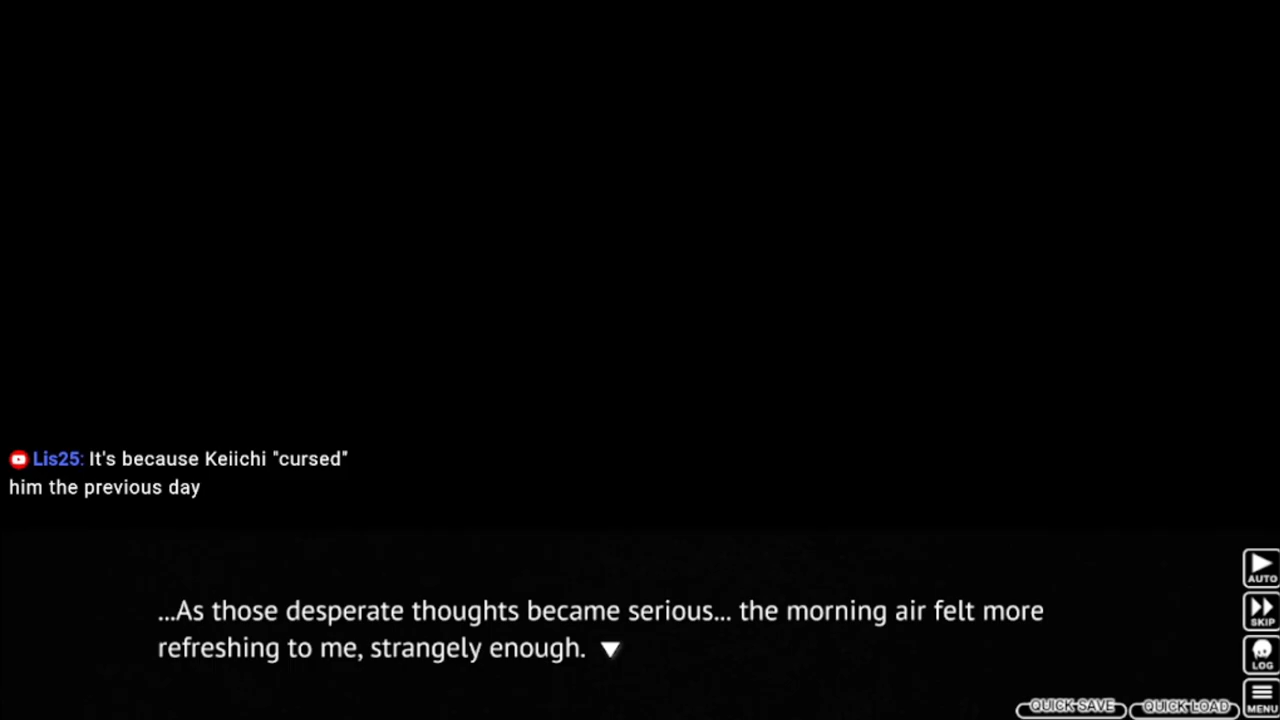 Lis25: It's because Keiichi "cursed"
him the previous day
...As those desperate thoughts became serious... the morning air felt more
refreshing to me, strangely enough.
AUTO
SKIP
LOG
MENU
QUICK SAVE
QUICK LOAD